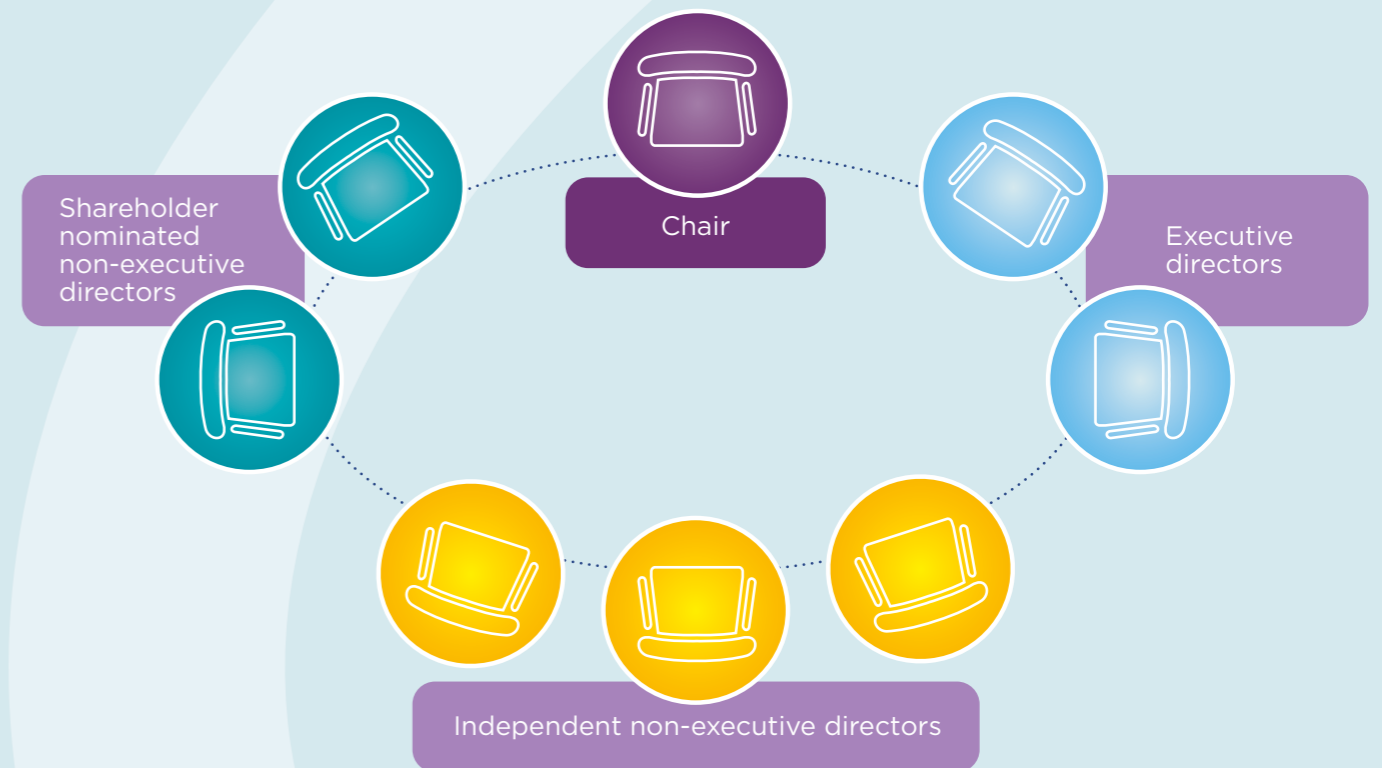 Chair
Shareholder
nominated
non-executive
directors
Executive
directors
Independent non-executive directors